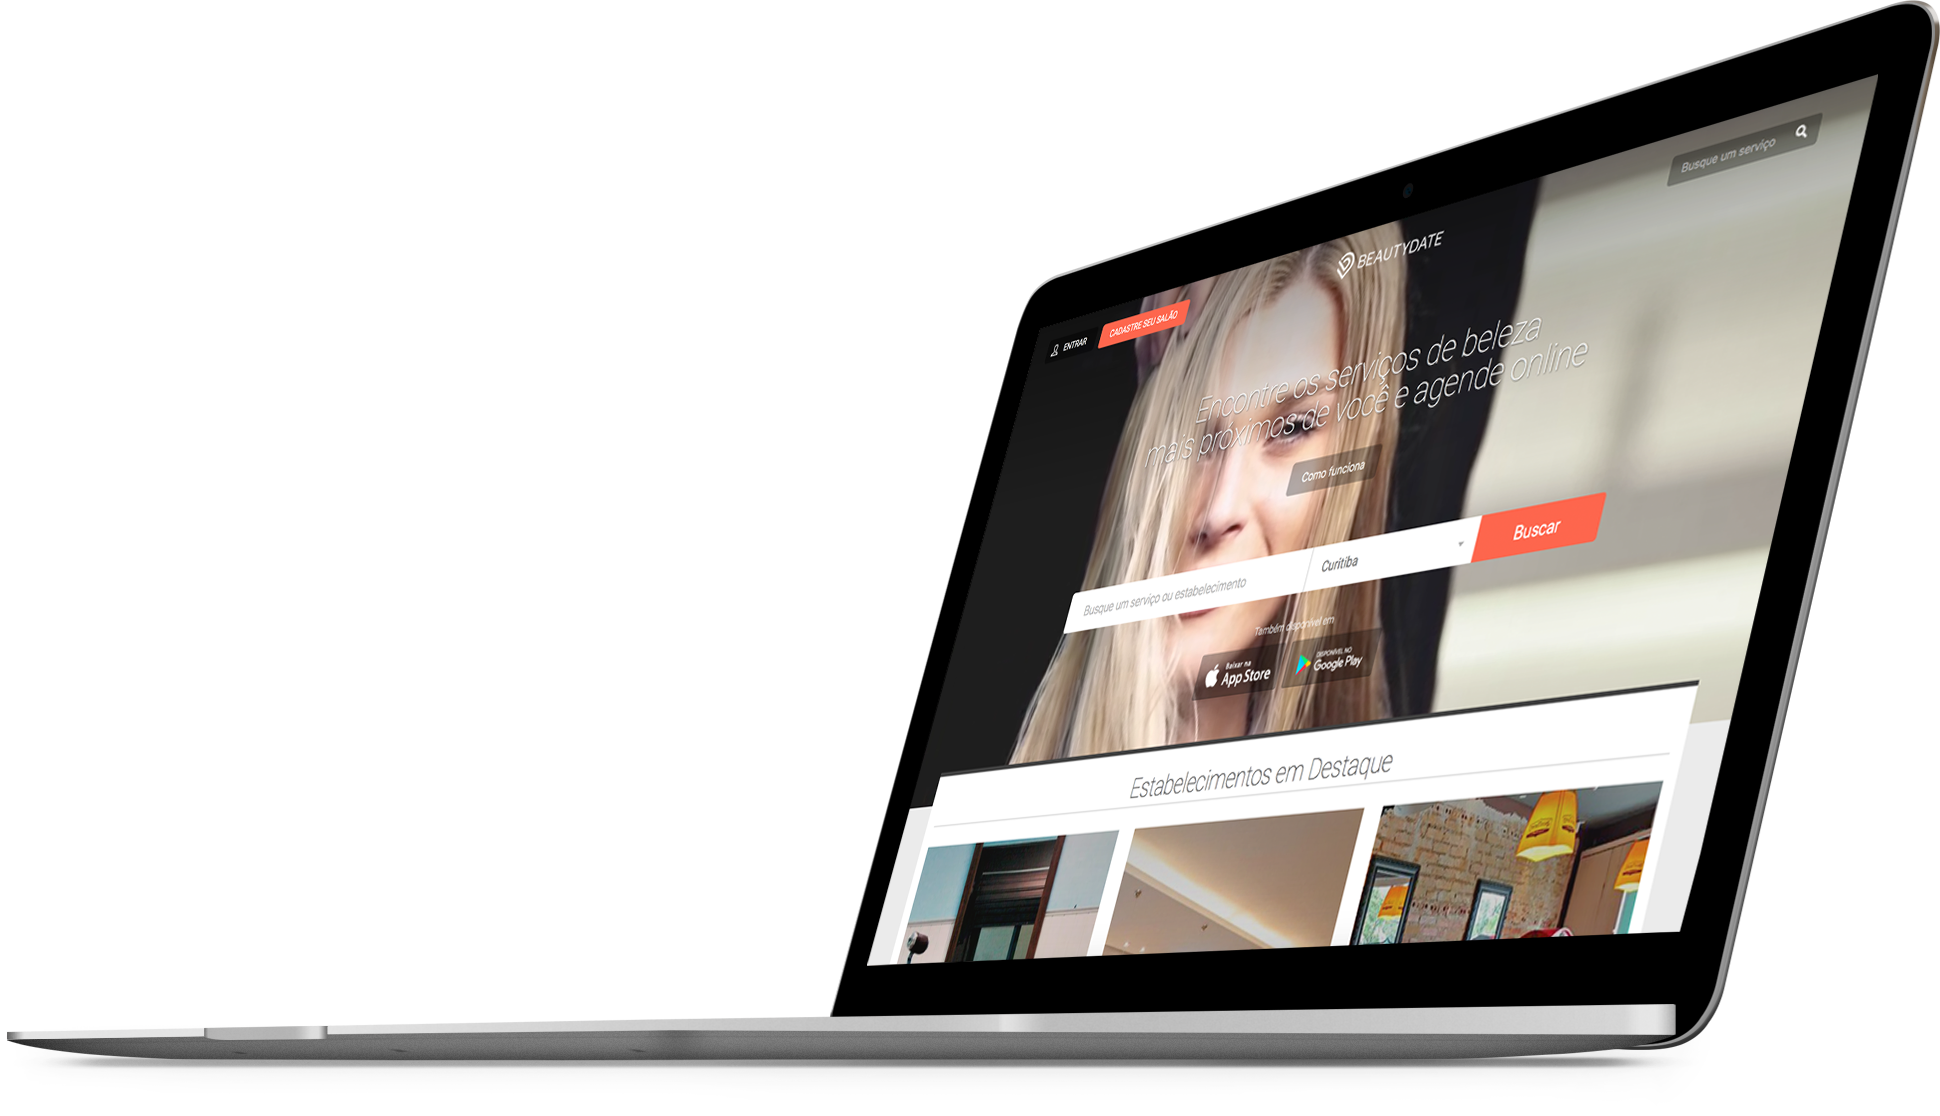 Busque um serviço
BEAUTYDATE
ENTRAR
CADASTRE SEU SALÃO
Encontre os serviços de beleza
mais próximos de você e agende online
Como funciona
Busque um serviço ou estabelecimento
Curitiba
Buscar
Também disponível em
Baixar na
App Store
DISPONÍVEL NO
Google Play
Estabelecimentos em Destaque